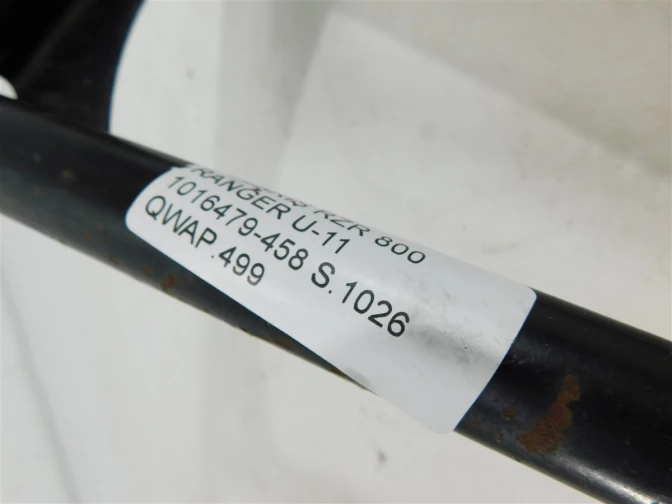 RZR 800
RANGER U-11
1016479-458 S.1026
QWAP.499